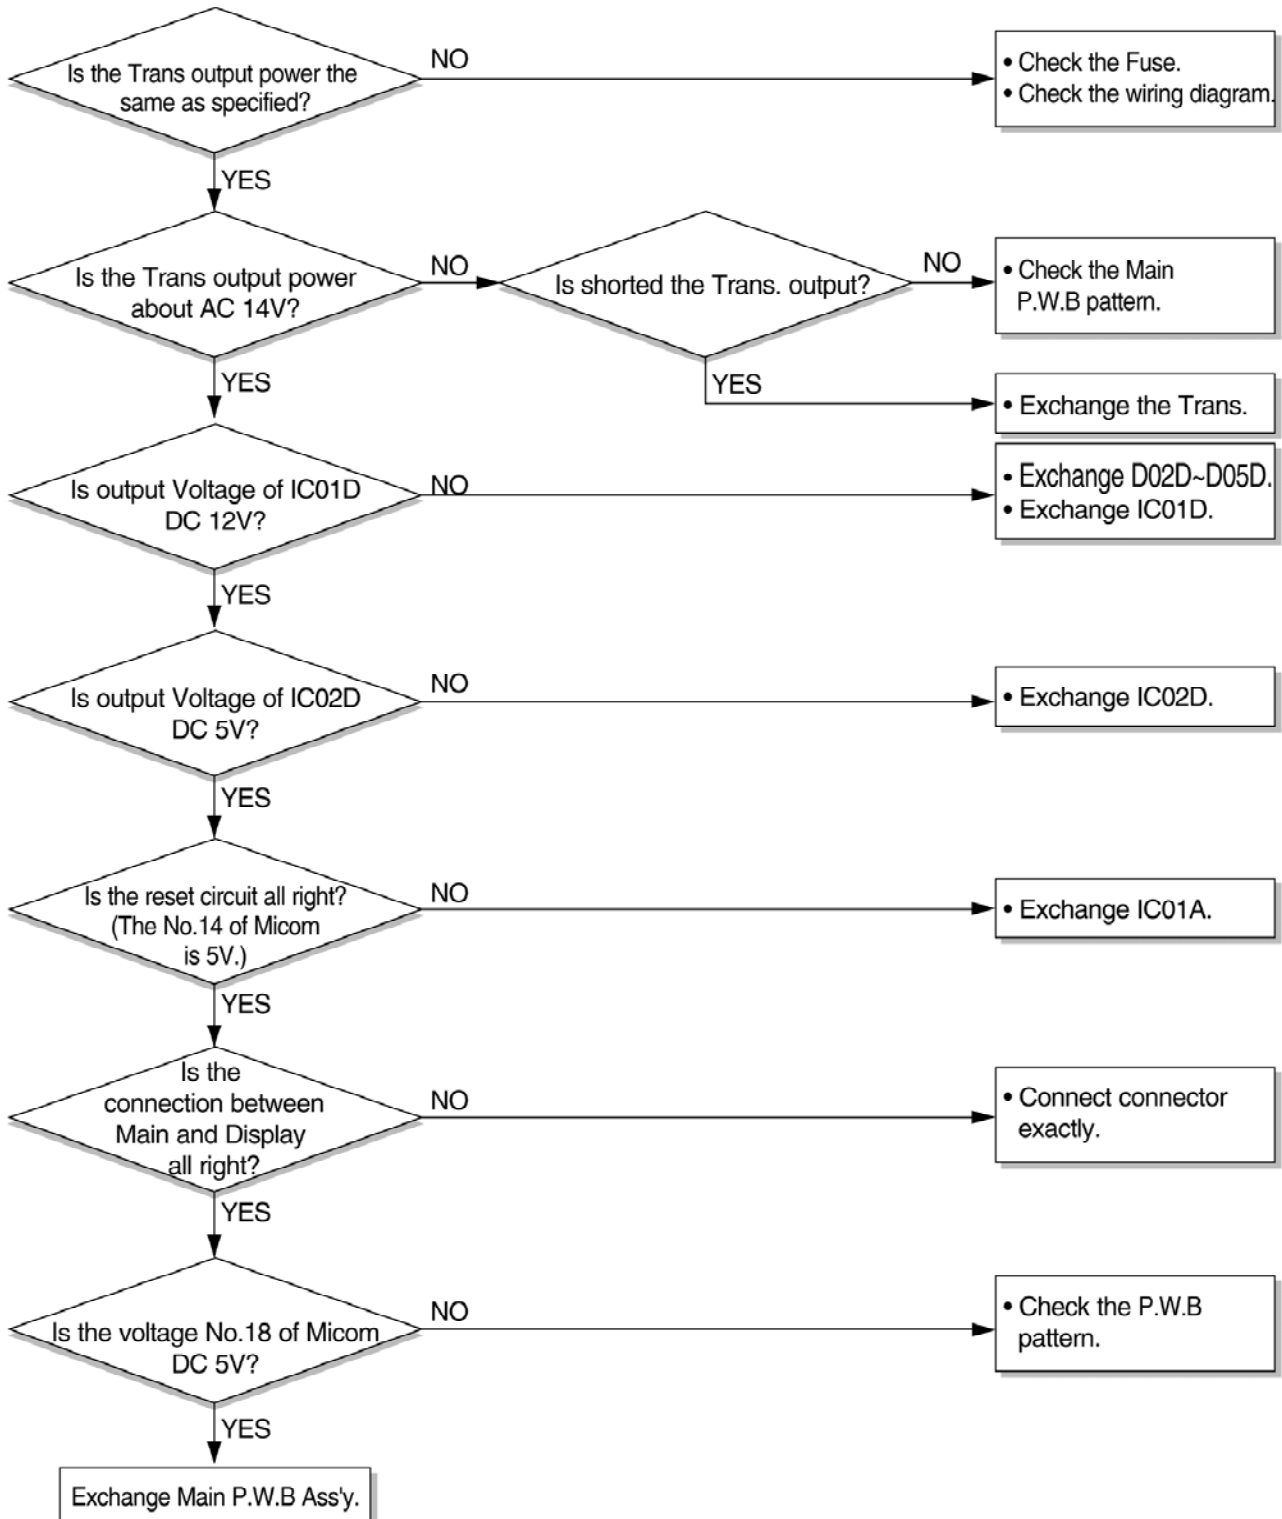 Is the Trans output power the
same as specified?
NO
• Check the Fuse.
• Check the wiring diagram.
YES
Is the Trans output power
about AC 14V?
NO
Is shorted the Trans. output?
NO
• Check the Main
P.W.B pattern.
YES
YES
• Exchange the Trans.
Is output Voltage of IC01D
DC 12V?
NO
• Exchange D02D~D05D.
• Exchange IC01D.
YES
Is output Voltage of IC02D
DC 5V?
NO
• Exchange IC02D.
YES
Is the reset circuit all right?
(The No.14 of Micom
is 5V.)
NO
• Exchange IC01A.
YES
Is the
connection between
Main and Display
all right?
NO
• Connect connector
exactly.
YES
Is the voltage No.18 of Micom
DC 5V?
NO
• Check the P.W.B
pattern.
YES
Exchange Main P.W.B Ass'y.